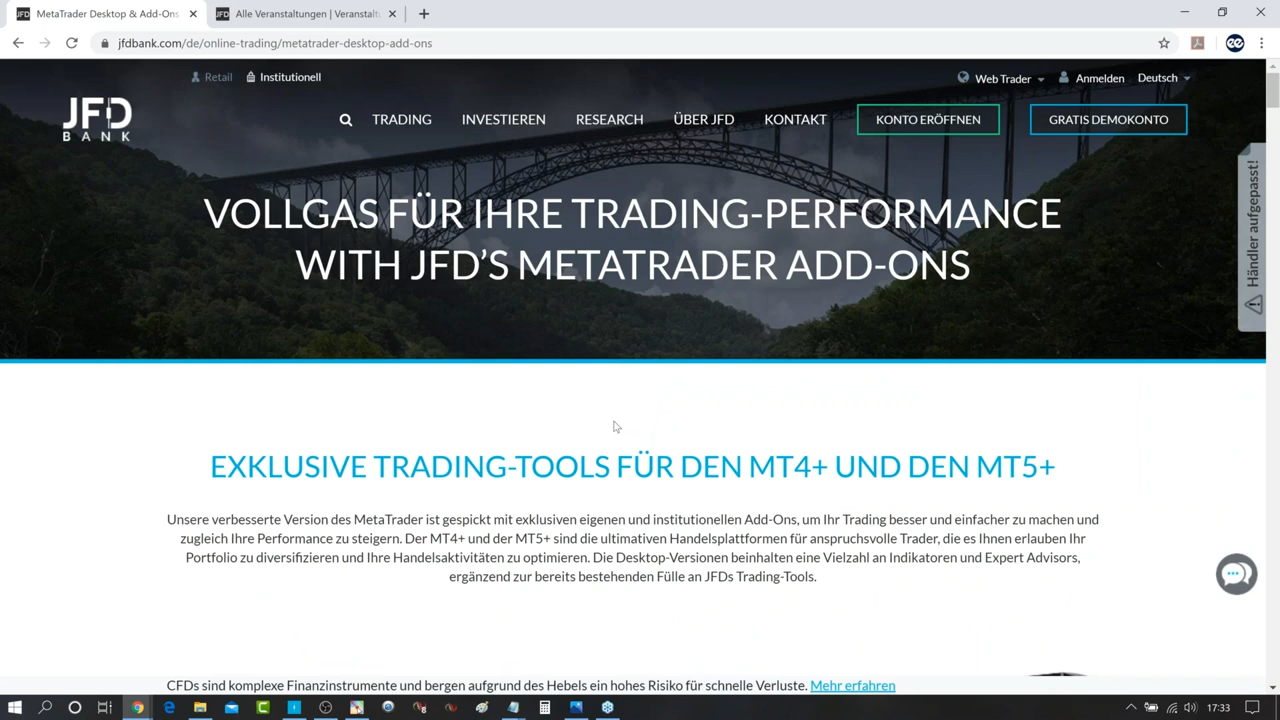 MetaTrader Desktop & Add-Ons
Alle Veranstaltungen | Veranstalt
jfdbank.com/de/online-trading/metatrader-desktop-add-ons
Retail Institutionell
Web Trader Anmelden Deutsch
JFD
BANK
TRADING INVESTIEREN RESEARCH ÜBER JFD KONTAKT KONTO ERÖFFNEN GRATIS DEMOKONTO
Händler aufgepasst!
VOLLGAS FÜR IHRE TRADING-PERFORMANCE
WITH JFD’S METATRADER ADD-ONS
EXKLUSIVE TRADING-TOOLS FÜR DEN MT4+ UND DEN MT5+
Unsere verbesserte Version des MetaTrader ist gespickt mit exklusiven eigenen und institutionellen Add-Ons, um Ihr Trading besser und einfacher zu machen und
zugleich Ihre Performance zu steigern. Der MT4+ und der MT5+ sind die ultimativen Handelsplattformen für anspruchsvolle Trader, die es Ihnen erlauben Ihr
Portfolio zu diversifizieren und Ihre Handelsaktivitäten zu optimieren. Die Desktop-Versionen beinhalten eine Vielzahl an Indikatoren und Expert Advisors,
ergänzend zur bereits bestehenden Fülle an JFDs Trading-Tools.
CFDs sind komplexe Finanzinstrumente und bergen aufgrund des Hebels ein hohes Risiko für schnelle Verluste. Mehr erfahren
17:33